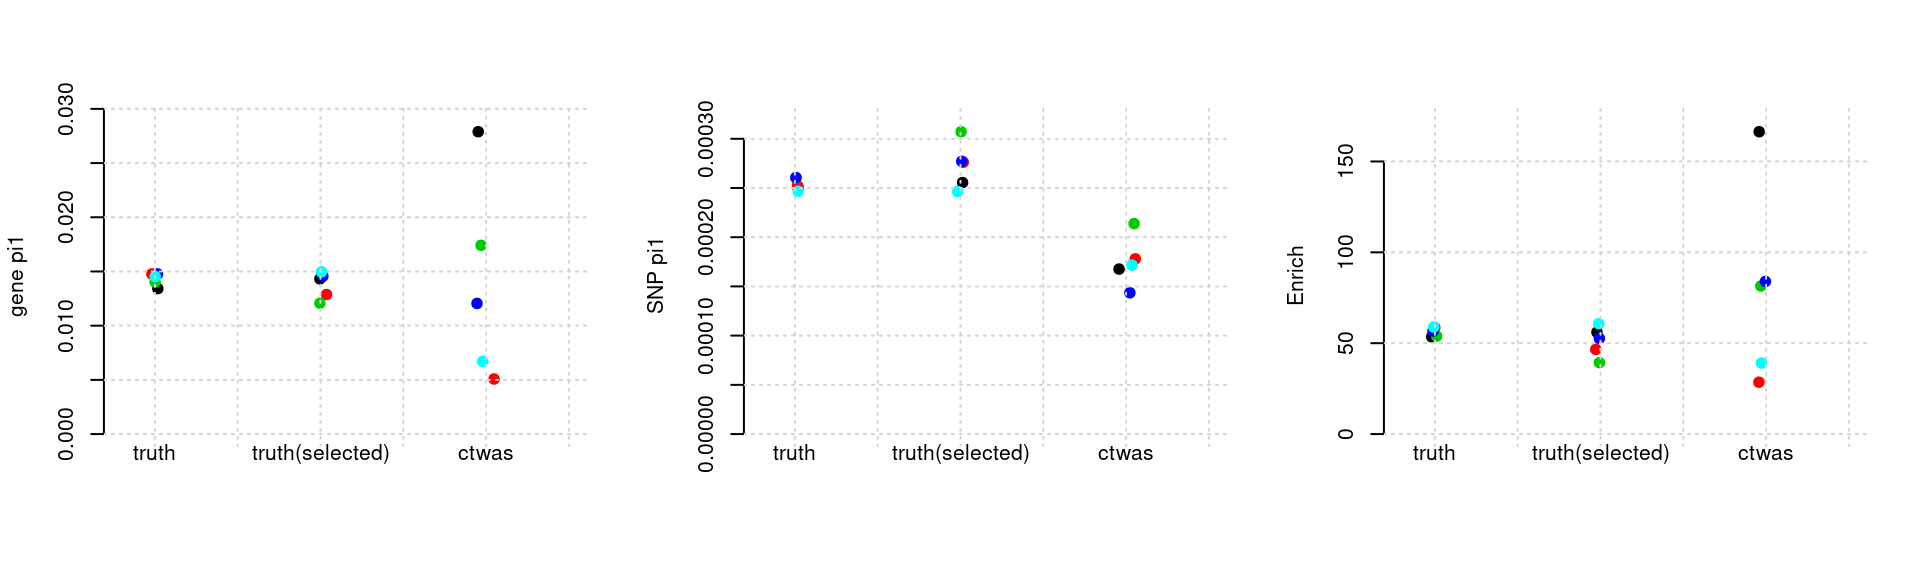 gene pi1
0.000
0.010
0.020
0.030
truth
truth(selected)
ctwas
SNP pi1
0.00000
0.00010
0.00020
0.00030
truth
truth(selected)
ctwas
Enrich
0
50
100
150
truth
truth(selected)
ctwas